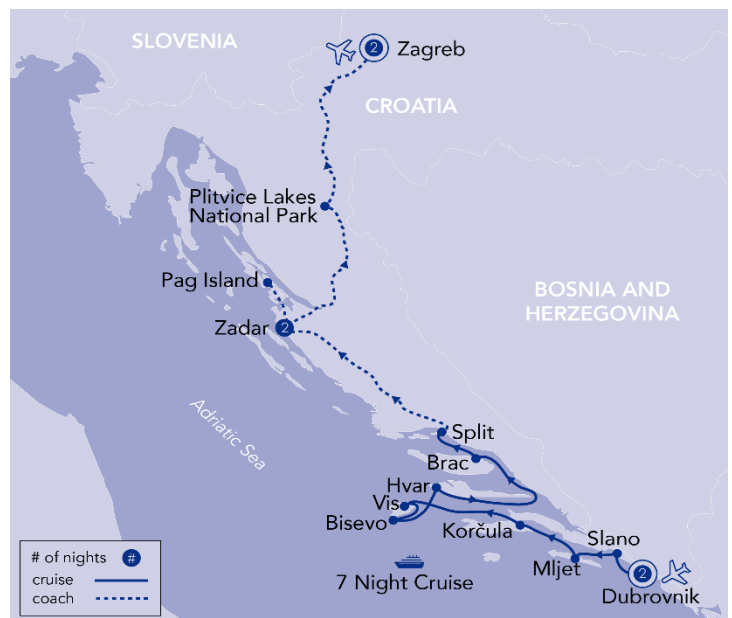 SLOVENIA
2
Zagreb
CROATIA
Plitvice Lakes
National Park
Pag Island
BOSNIA AND
HERZEGOVINA
Zadar
2
Adriatic Sea
Split
Brac
Hvar
Vis
Bisevo
Korčula
Slano
Mljet
2
Dubrovnik
7 Night Cruise
# of nights #
cruise
coach